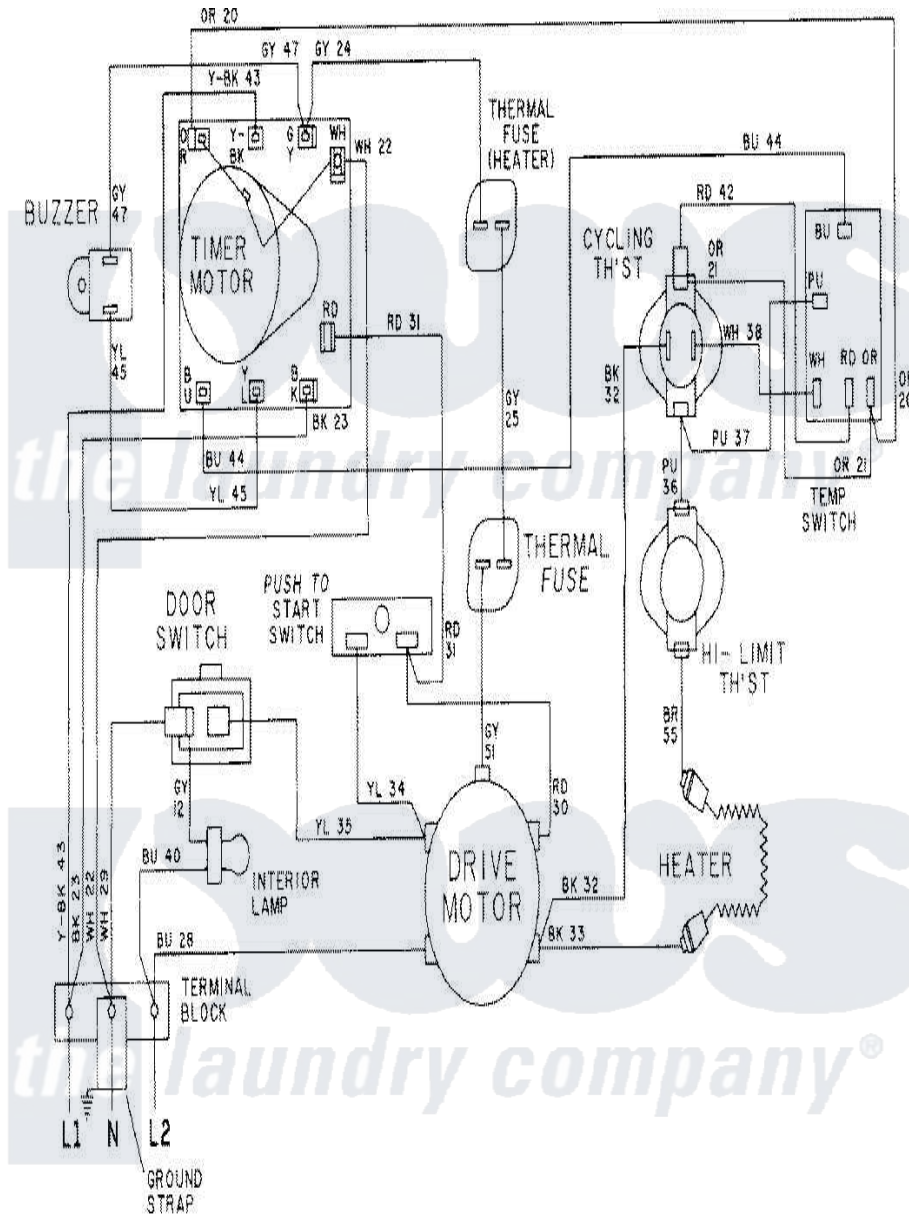 OR 20
GY 47
GY 24
Y-BK 43
THERMAL
FUSE
(HEATER)
O
R
Y-
BK
G
Y
WH
WH 22
BU 44
RD 42
GY
47
BUZZER
CYCLING
TH'ST
OR
21
BU
TIMER
MOTOR
PU
RD
RD 31
WH 38
WH
RD
OR
YL
45
B
U
Y
L
B
K
BK
32
OR
20
BK 23
GY
25
PU 37
BU 44
PU
36
OR 21
the laundry company®
YL 45
TEMP
SWITCH
THERMAL
FUSE
PUSH TO
START
SWITCH
DOOR
SWITCH
RD
31
HI-LIMIT
TH'ST
GY
51
BR
55
GY
12
YL 34
RD
30
YL 35
BU 40
DRIVE
MOTOR
HEATER
INTERIOR
LAMP
BK 32
Y-BK 43
BK 23
WH 22
WH 29
BU 28
BK 33
TERMINAL
BLOCK
the laundry company®
L1
N
L2
GROUND
STRAP